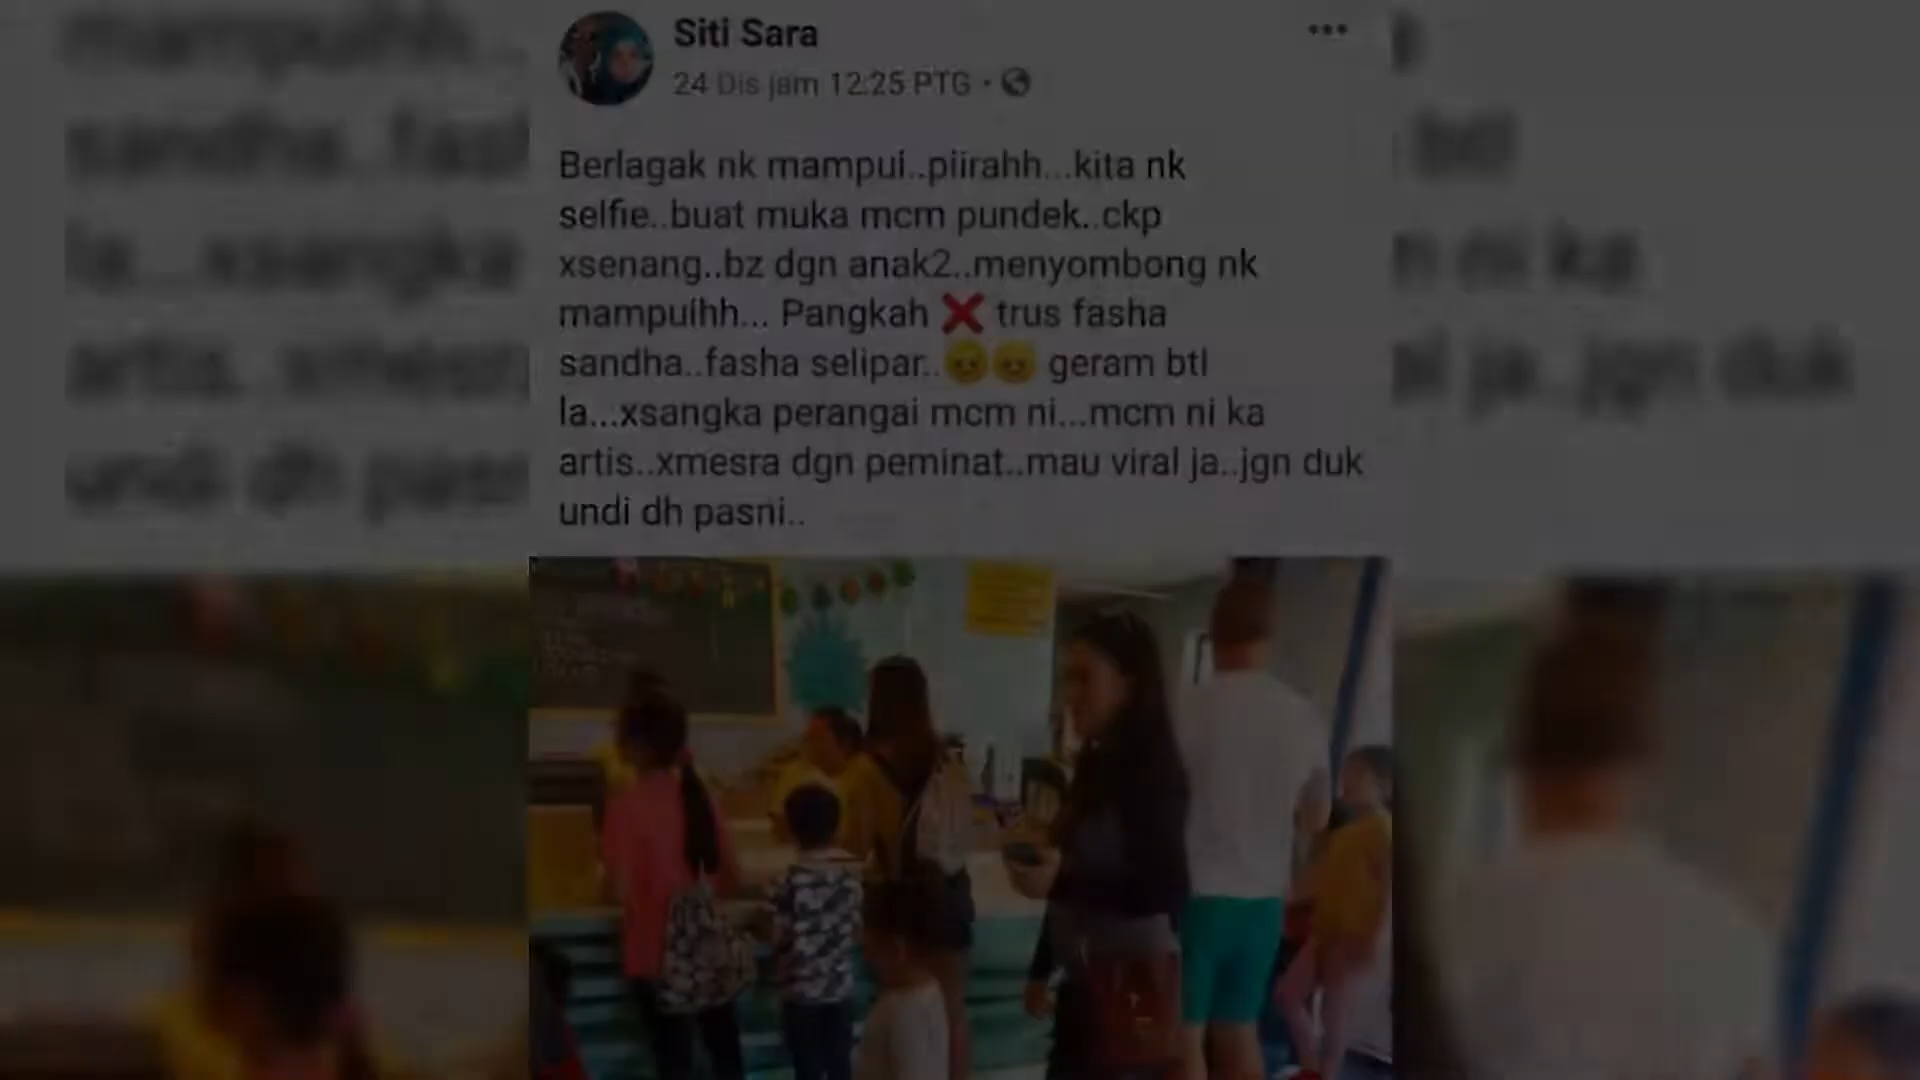 Siti Sara
24 Dis jam 12:25 PTG
Berlagak nk mampui..piirahh...kita nk
selfie..buat muka mcm pundek..ckp
xsenang..bz dgn anak2..menyombong nk
mampuihh... Pangkah ❌ trus fasha
sandha..fasha selipar..😠😠 geram btl
la...xsangka perangai mcm ni...mcm ni ka
artis..xmesra dgn peminat..mau viral ja..jgn duk
undi dh pasni..